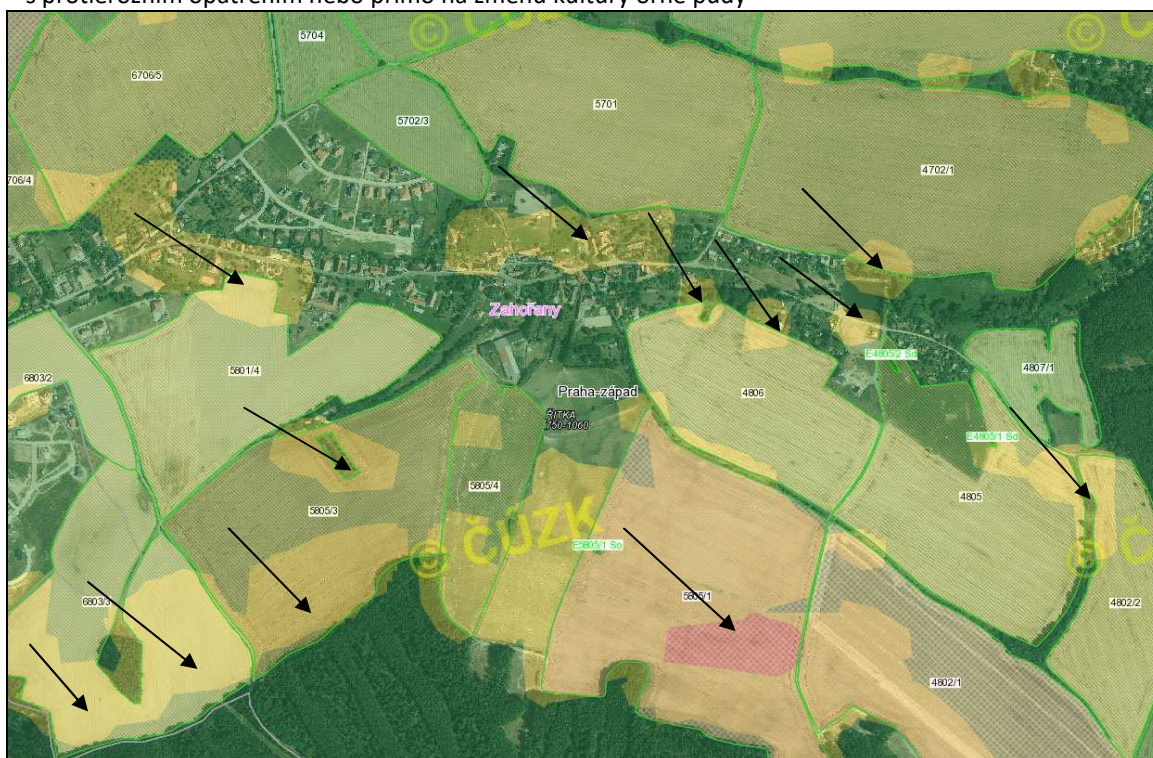 s protierozním opatřením nebo přímo na změnu kultury orné půdy
© ČÚZK
© Č
5704
6706/5
5701
5702/3
4702/1
706/4
Zahořany
E4805/2 So
6803/2
5801/4
4807/1
Praha-západ
4806
ŘITKA
750-1060
E4805/1 So
5805/4
4805
5805/3
© ČÚZK
© Č
E5805/1 So
5805/1
6803/3
4802/2
4802/1